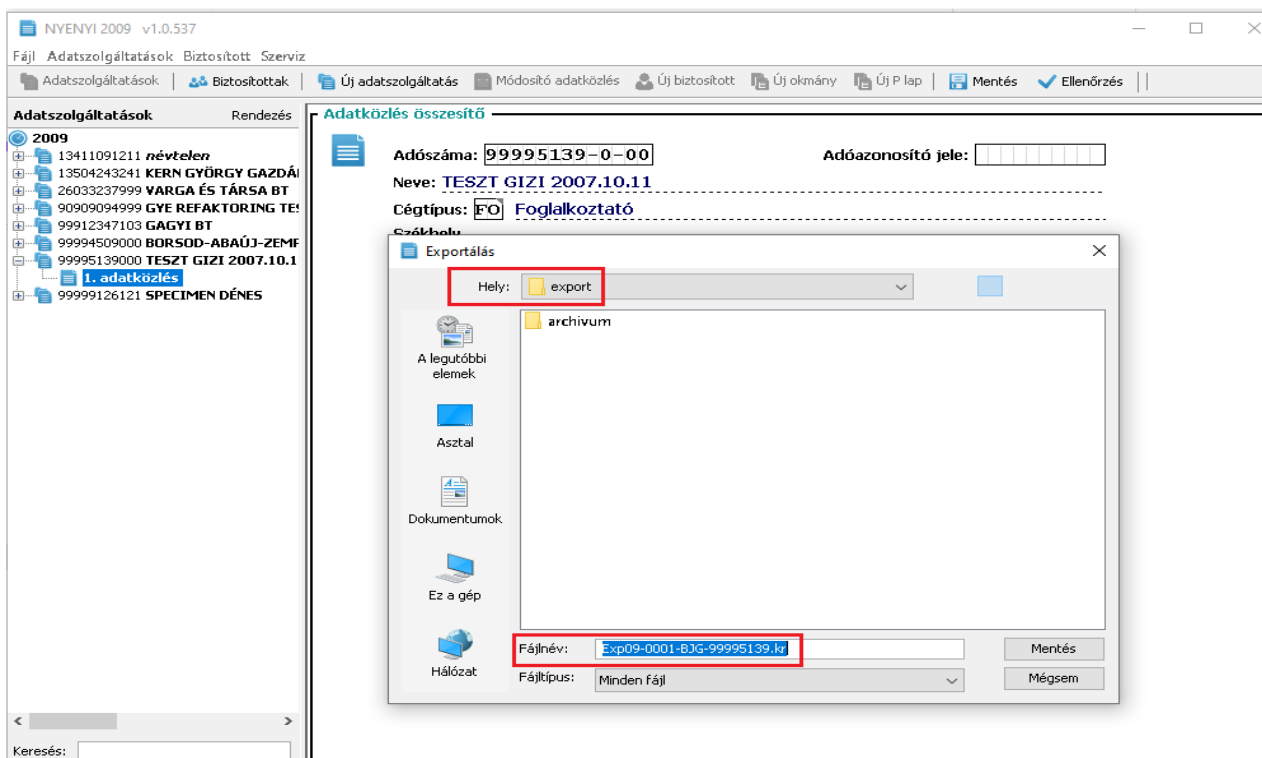 NYENYI 2009 v1.0.537
Fájl Adatszolgáltatások Biztosított Szerviz
Adatszolgáltatások Biztosítottak Új adatszolgáltatás Módosító adatközlés Új biztosított Új okmány Új P lap Mentés Ellenőrzés
Adatszolgáltatások Rendezés
2009
13411091211 névtelen
13504243241 KERN GYÖRGY GAZDÁ
26033237999 VARGA ÉS TÁRSA BT
90909094999 GYE REFAKTORING TES
99912347103 GAGYI BT
99994509000 BORSOD-ABAÚJ-ZEMP
99995139000 TESZT GIZI 2007.10.1
1. adatközlés
99999126121 SPECIMEN DÉNES
Keresés:
Adatközlés összesítő
Adószáma: 99995139-0-00 Adóazonosító jele:
Neve: TESZT GIZI 2007.10.11
Cégtípus: FO Foglalkoztató
Székhely
Exportálás
Hely: export
archivum
A legutóbbi
elemek
Asztal
Dokumentumok
Ez a gép
Hálózat
Fájlnév: Exp09-0001-BJG-99995139.kr Mentés
Fájltípus: Minden fájl Mégsem